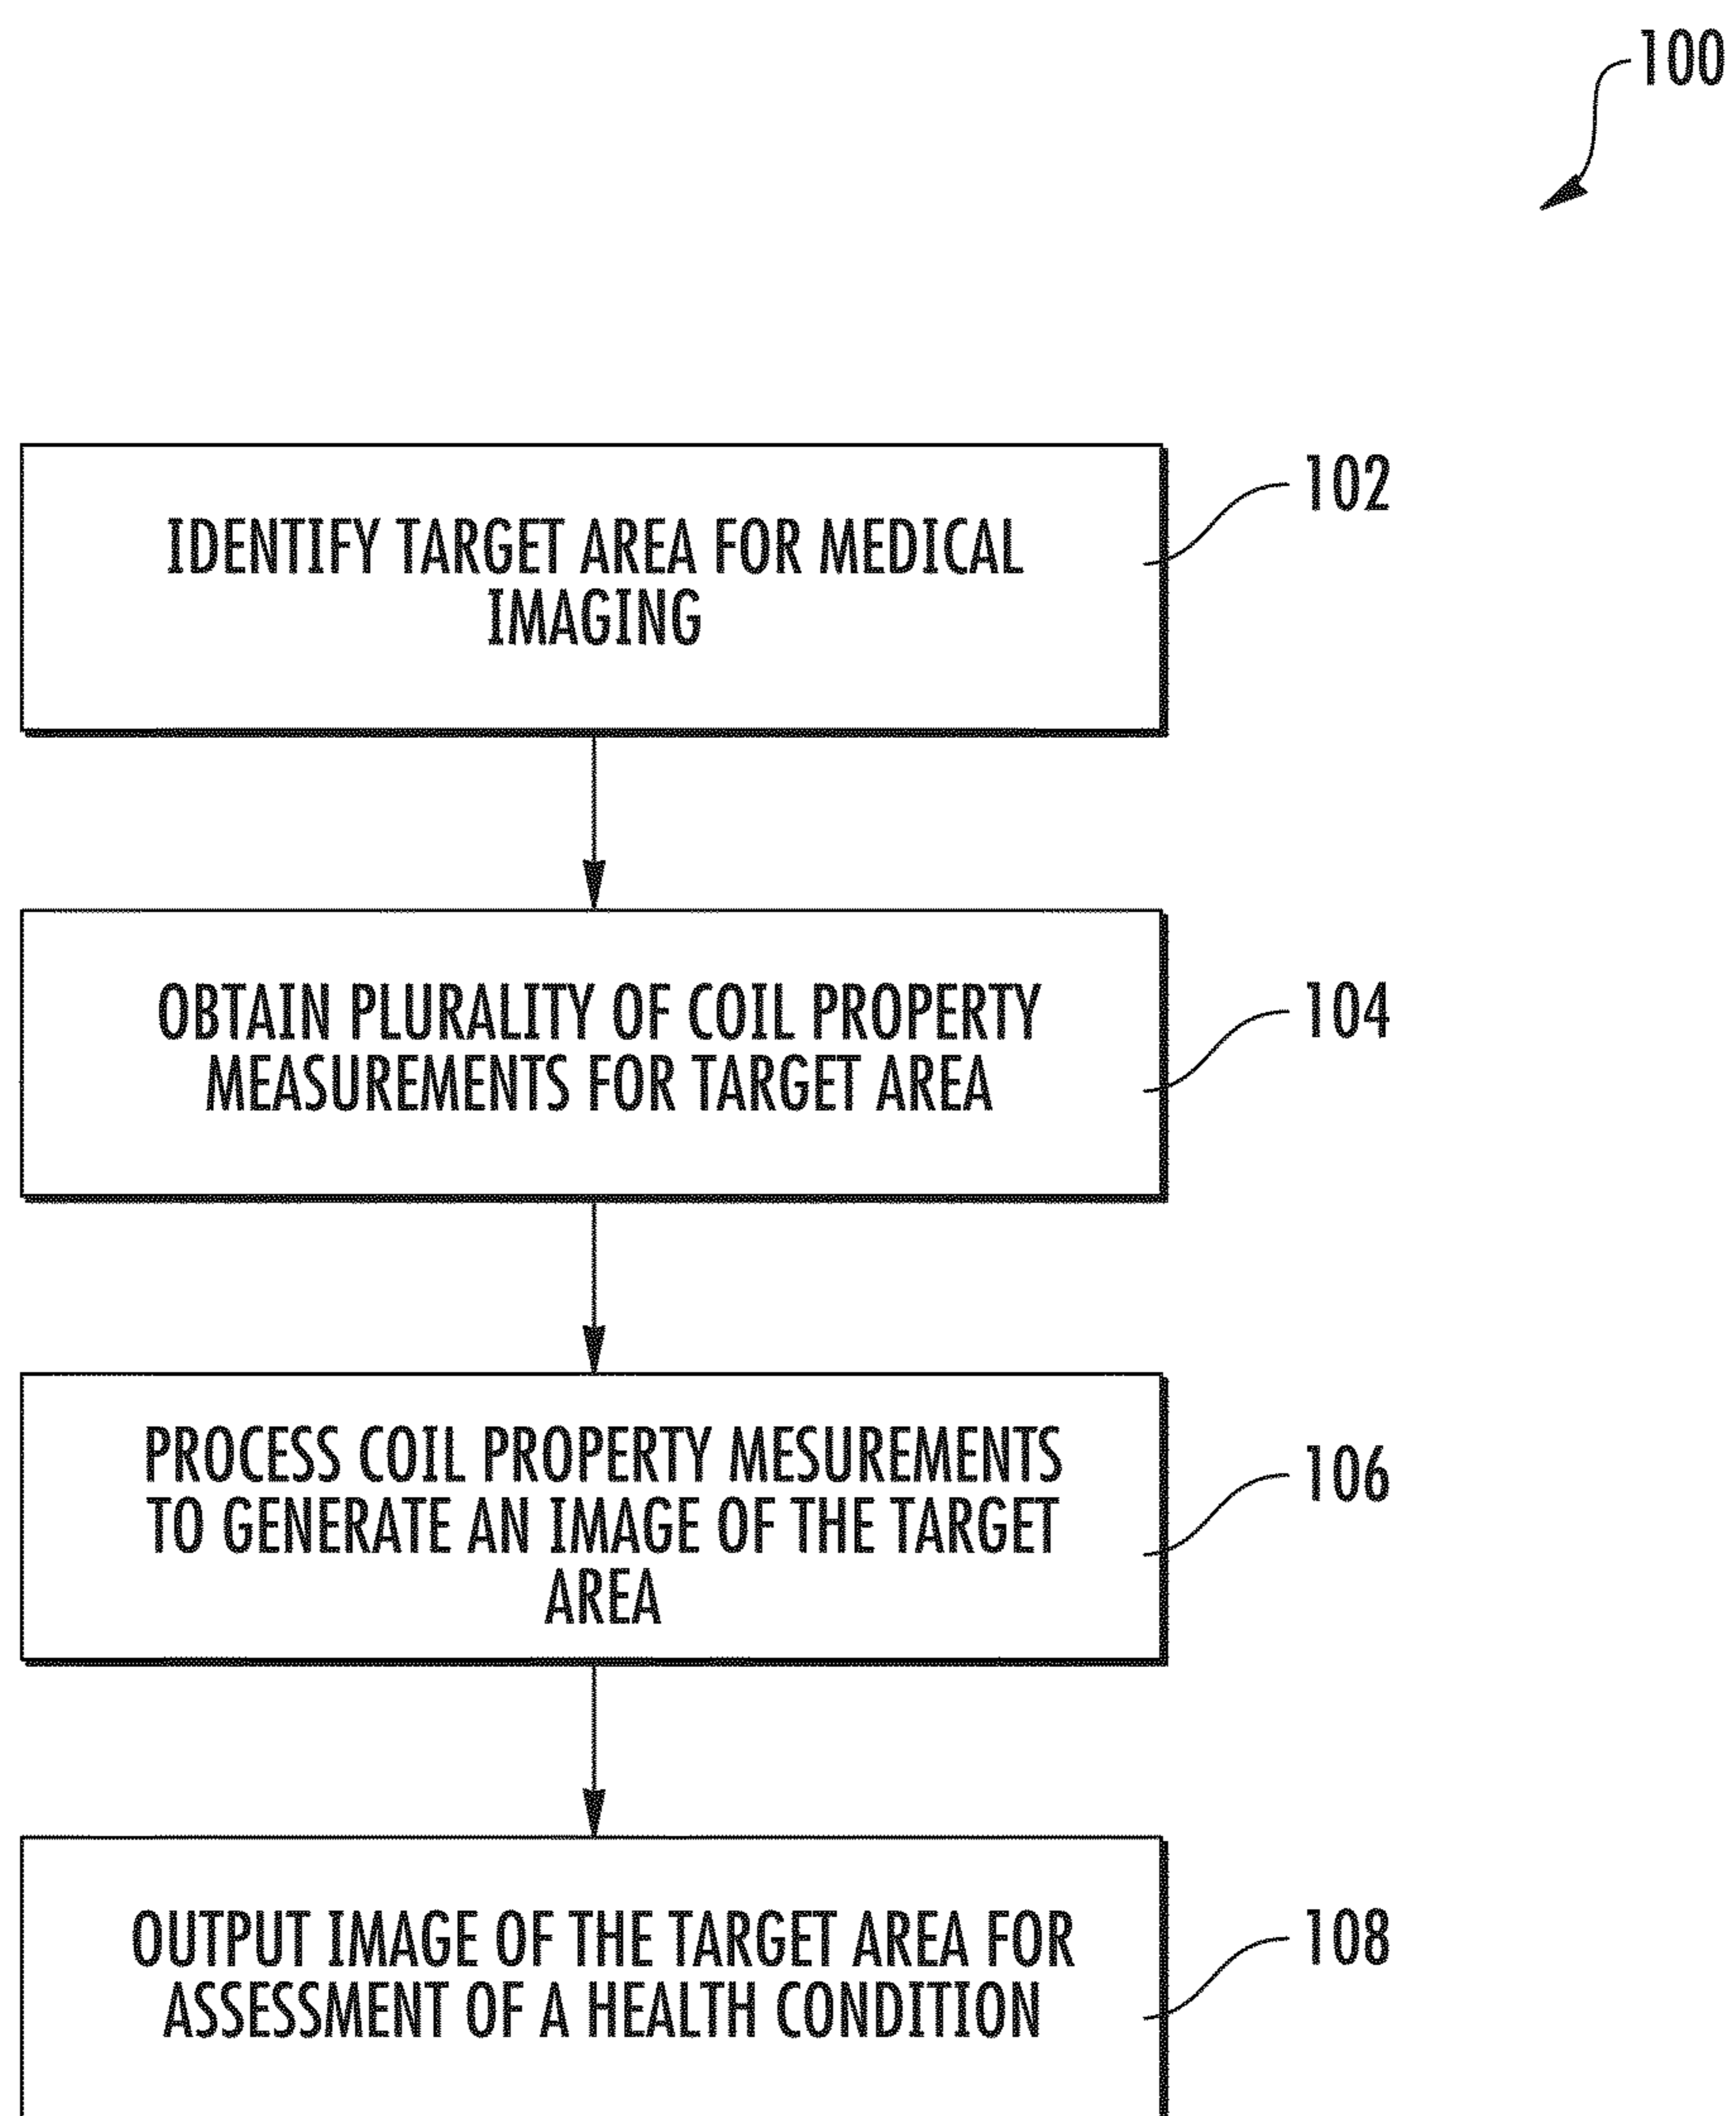 100
IDENTIFY TARGET AREA FOR MEDICAL
IMAGING
102
OBTAIN PLURALITY OF COIL PROPERTY
MEASUREMENTS FOR TARGET AREA
104
PROCESS COIL PROPERTY MESUREMENTS
TO GENERATE AN IMAGE OF THE TARGET
AREA
106
OUTPUT IMAGE OF THE TARGET AREA FOR
ASSESSMENT OF A HEALTH CONDITION
108